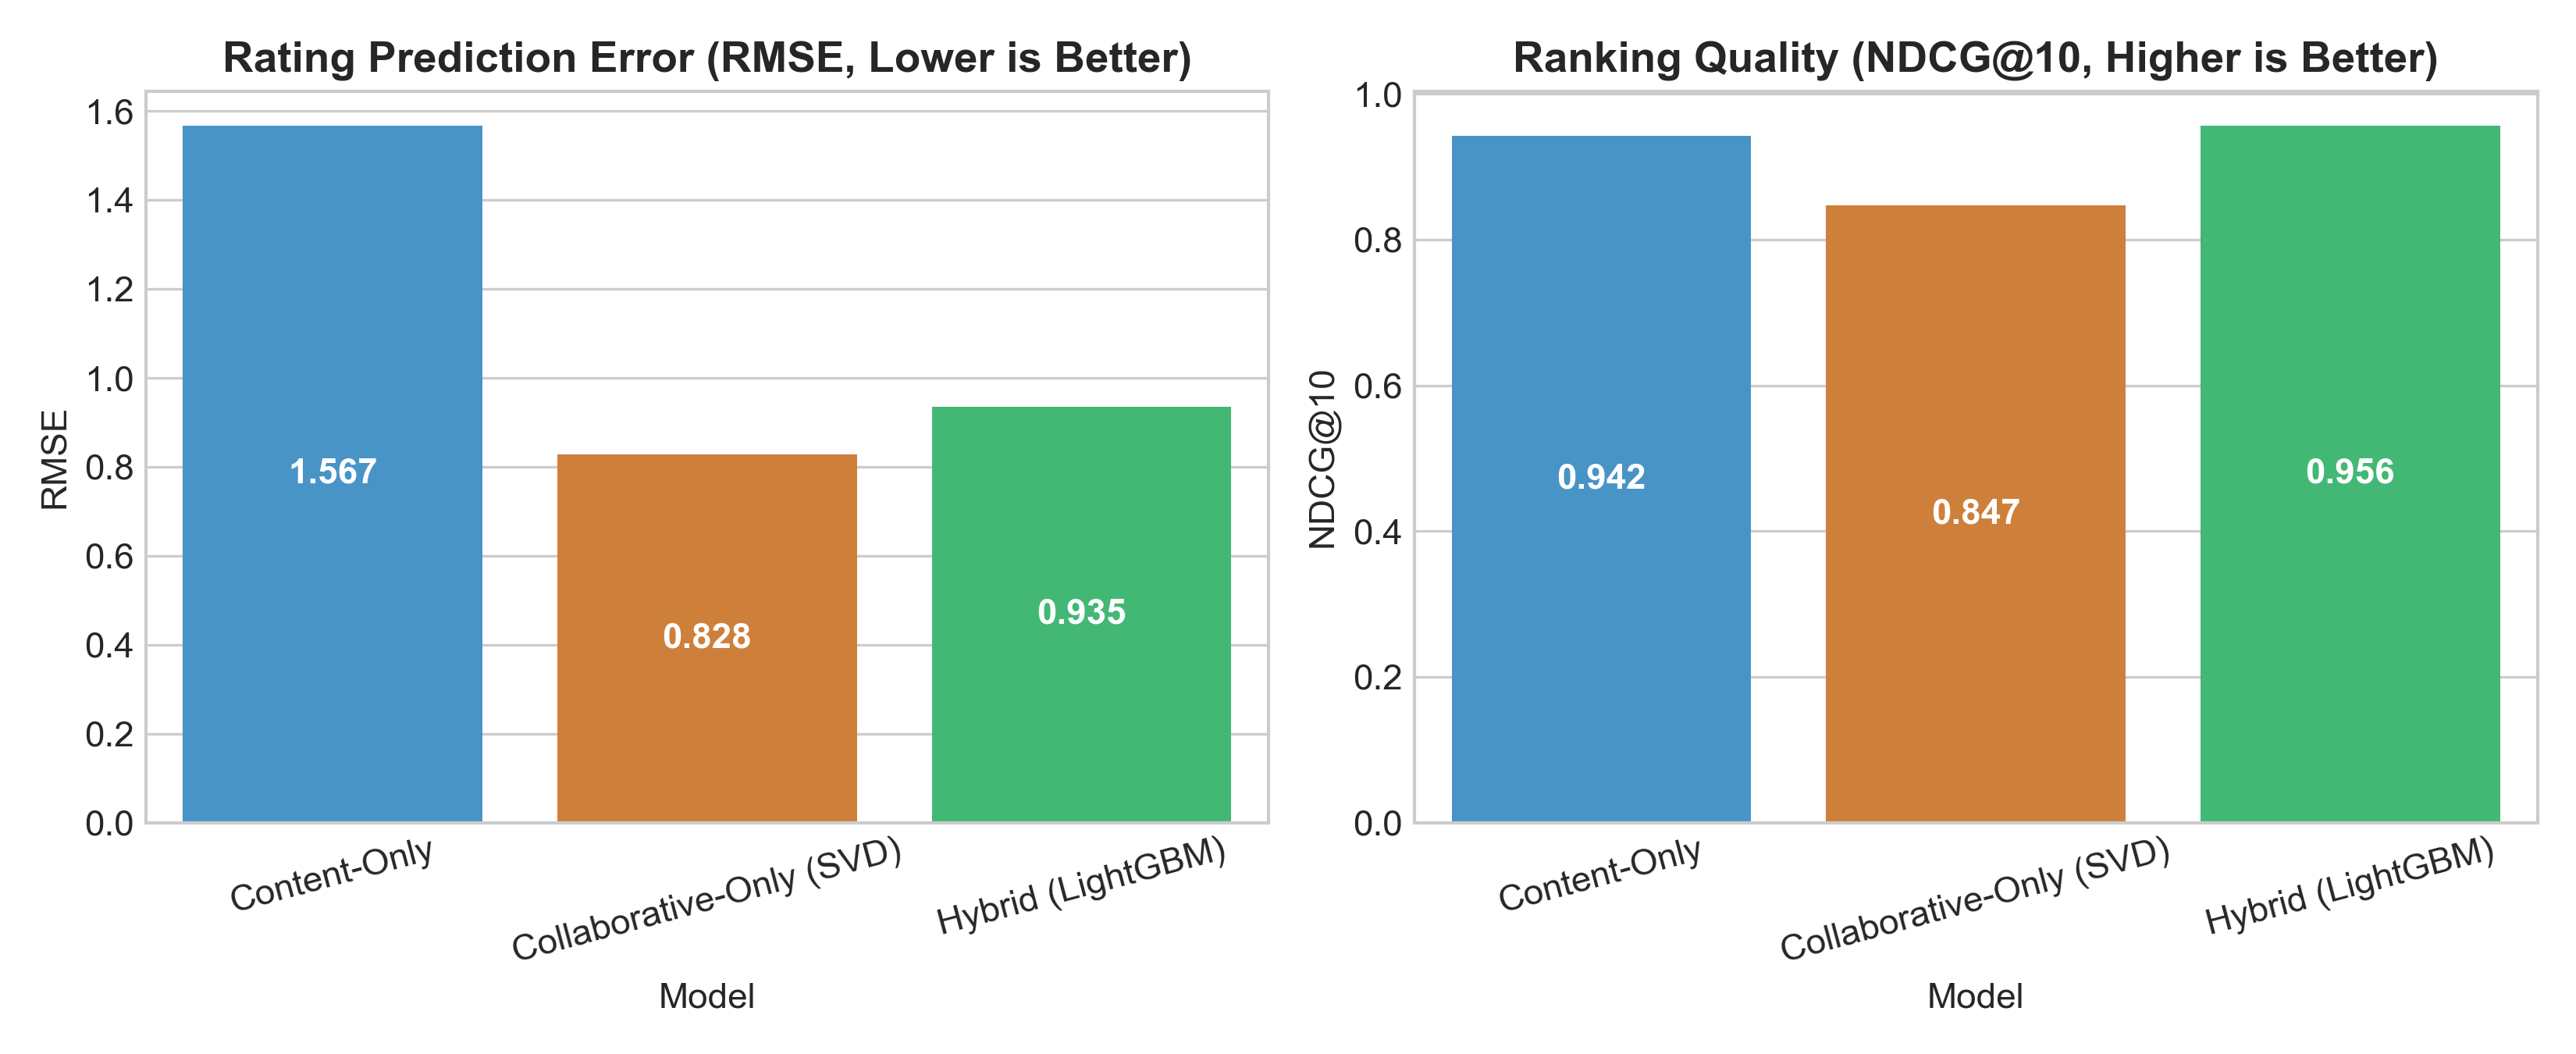 Rating Prediction Error (RMSE, Lower is Better)
1.6
1.4
1.2
1.0
0.8
0.6
0.4
0.2
0.0
RMSE
1.567
0.828
0.935
Content-Only
Collaborative-Only (SVD)
Hybrid (LightGBM)
Model
Ranking Quality (NDCG@10, Higher is Better)
1.0
0.8
0.6
0.4
0.2
0.0
NDCG@10
0.942
0.847
0.956
Content-Only
Collaborative-Only (SVD)
Hybrid (LightGBM)
Model